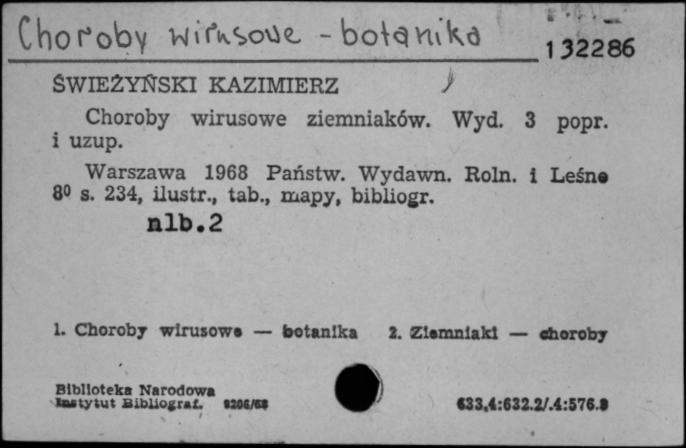 Choroby wirusowe - botanika
132286
ŚWIEŻYŃSKI KAZIMIERZ
Choroby wirusowe ziemniaków. Wyd. 3 popr.
i uzup.
Warszawa 1968 Państw. Wydawn. Roln. i Leśne
8⁰ s. 234, ilustr., tab., mapy, bibliogr.
nlb.2
1. Choroby wirusowe — botanika 2. Ziemniaki — choroby
Biblioteka Narodowa
Instytut Bibliograf. 8206/68
633.4:632.2/.4:576.8